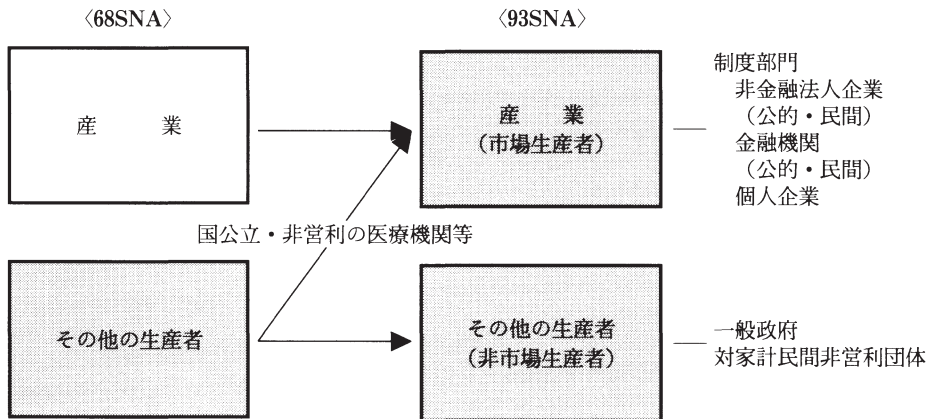 〈68SNA〉
〈93SNA〉
産 業
産 業
(市場生産者)
制度部門
非金融法人企業
(公的・民間)
金融機関
(公的・民間)
個人企業
国公立・非営利の医療機関等
その他の生産者
その他の生産者
(非市場生産者)
一般政府
対家計民間非営利団体